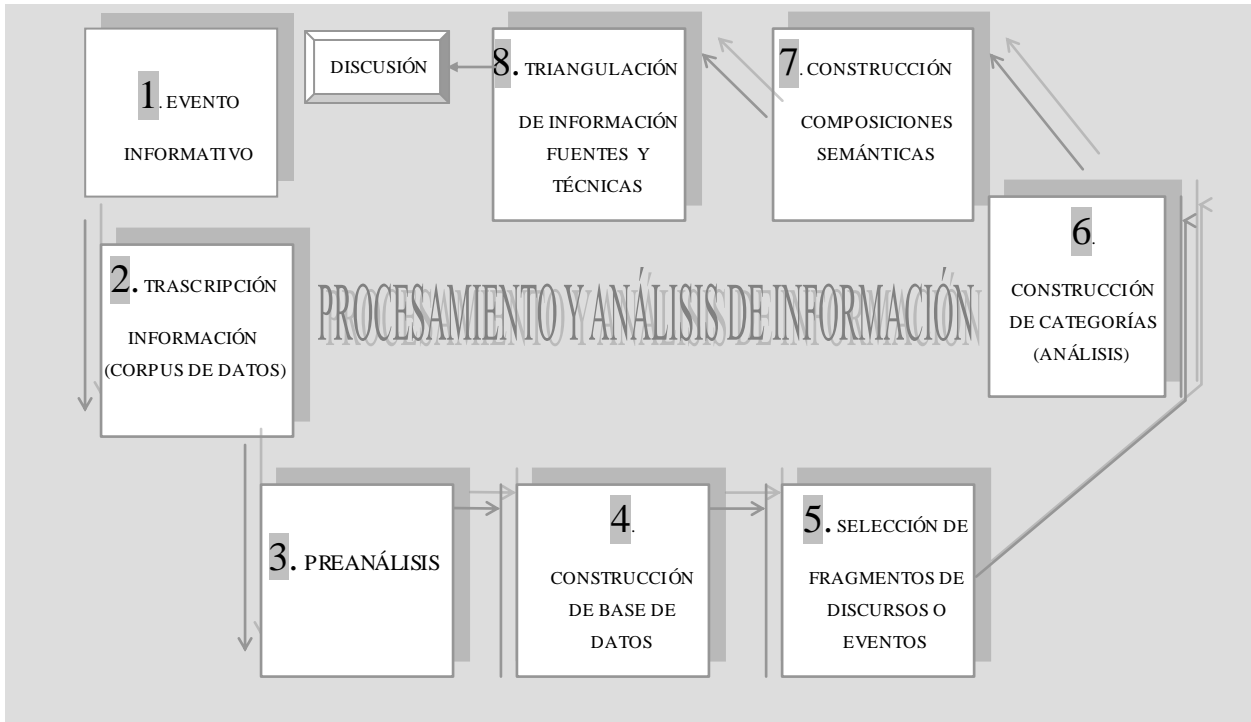 1. EVENTO
INFORMATIVO
2. TRASCRIPCIÓN
INFORMACIÓN
(CORPUS DE DATOS)
3. PREANÁLISIS
4.
CONSTRUCCIÓN
DE BASE DE
DATOS
5. SELECCIÓN DE
FRAGMENTOS DE
DISCURSOS O
EVENTOS
6.
CONSTRUCCIÓN
DE CATEGORÍAS
(ANÁLISIS)
7. CONSTRUCCIÓN
COMPOSICIONES
SEMÁNTICAS
8. TRIANGULACIÓN
DE INFORMACIÓN
FUENTES Y
TÉCNICAS
DISCUSIÓN
PROCESAMIENTO Y ANÁLISIS DE INFORMACIÓN